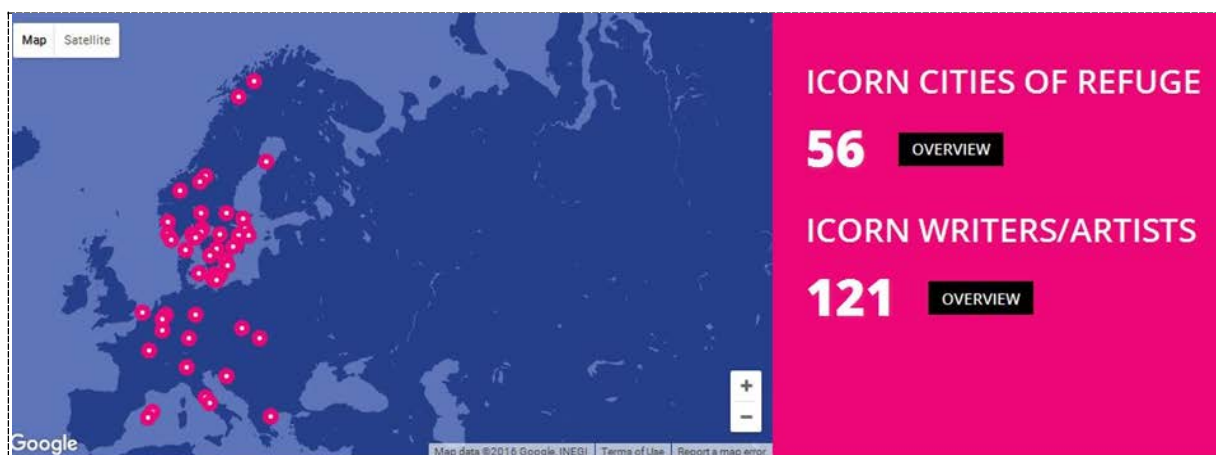 Map Satellite
ICORN CITIES OF REFUGE
56 OVERVIEW
ICORN WRITERS/ARTISTS
121 OVERVIEW
+
−
Google
Map data ©2016 Google, INEGI Terms of Use Report a map error